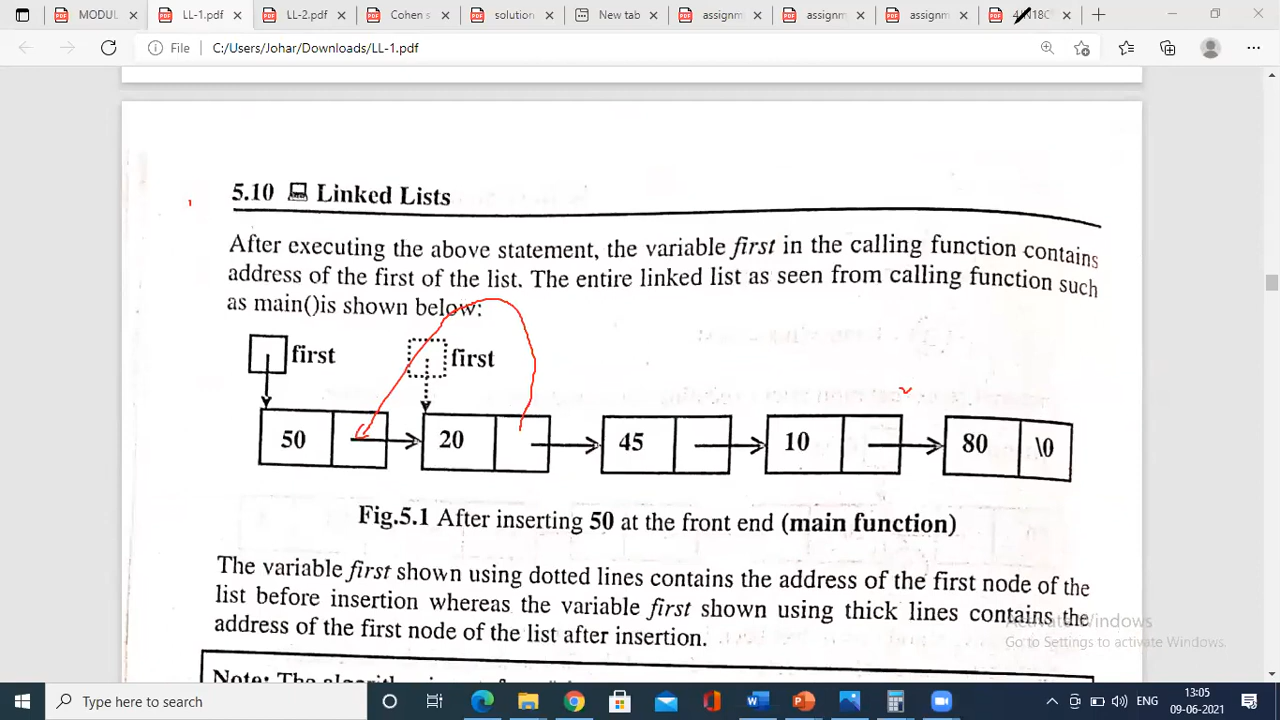 MODUL
LL-1.pdf
LL-2.pdf
Cohen s
solution
New tab
assignm
assignm
assignm
File
C:/Users/Johar/Downloads/LL-1.pdf
5.10 Linked Lists
After executing the above statement, the variable first in the calling function contains
address of the first of the list. The entire linked list as seen from calling function such
as main()is shown below:
first
first
50
20
45
10
80
\0
Fig.5.1 After inserting 50 at the front end (main function)
The variable first shown using dotted lines contains the address of the first node of the
list before insertion whereas the variable first shown using thick lines contains the
address of the first node of the list after insertion.
Activate Windows
Go to Settings to activate Windows.
Type here to search
ENG
13:05
09-06-2021